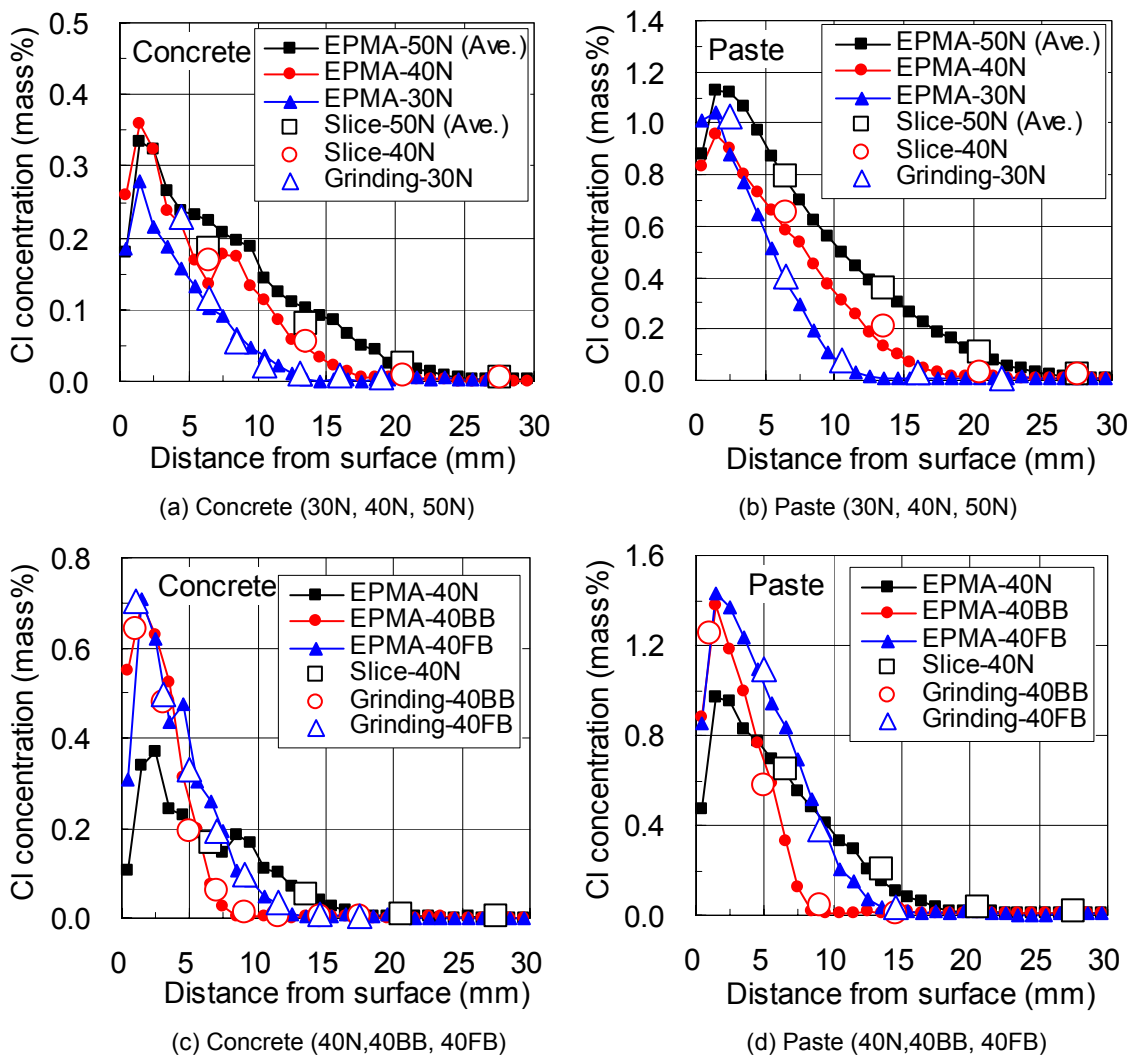 Cl concentration (mass%)
0.5
0.4
0.3
0.2
0.1
0.0
Concrete
EPMA-50N (Ave.)
EPMA-40N
EPMA-30N
Slice-50N (Ave.)
Slice-40N
Grinding-30N
0 5 10 15 20 25 30
Distance from surface (mm)
(a) Concrete (30N, 40N, 50N)
Cl concentration (mass%)
1.4
1.2
1.0
0.8
0.6
0.4
0.2
0.0
Paste
EPMA-50N (Ave.)
EPMA-40N
EPMA-30N
Slice-50N (Ave.)
Slice-40N
Grinding-30N
0 5 10 15 20 25 30
Distance from surface (mm)
(b) Paste (30N, 40N, 50N)
Cl concentration (mass%)
0.8
0.6
0.4
0.2
0.0
Concrete
EPMA-40N
EPMA-40BB
EPMA-40FB
Slice-40N
Grinding-40BB
Grinding-40FB
0 5 10 15 20 25 30
Distance from surface (mm)
(c) Concrete (40N,40BB, 40FB)
Cl concentration (mass%)
1.6
1.2
0.8
0.4
0.0
Paste
EPMA-40N
EPMA-40BB
EPMA-40FB
Slice-40N
Grinding-40BB
Grinding-40FB
0 5 10 15 20 25 30
Distance from surface (mm)
(d) Paste (40N,40BB, 40FB)